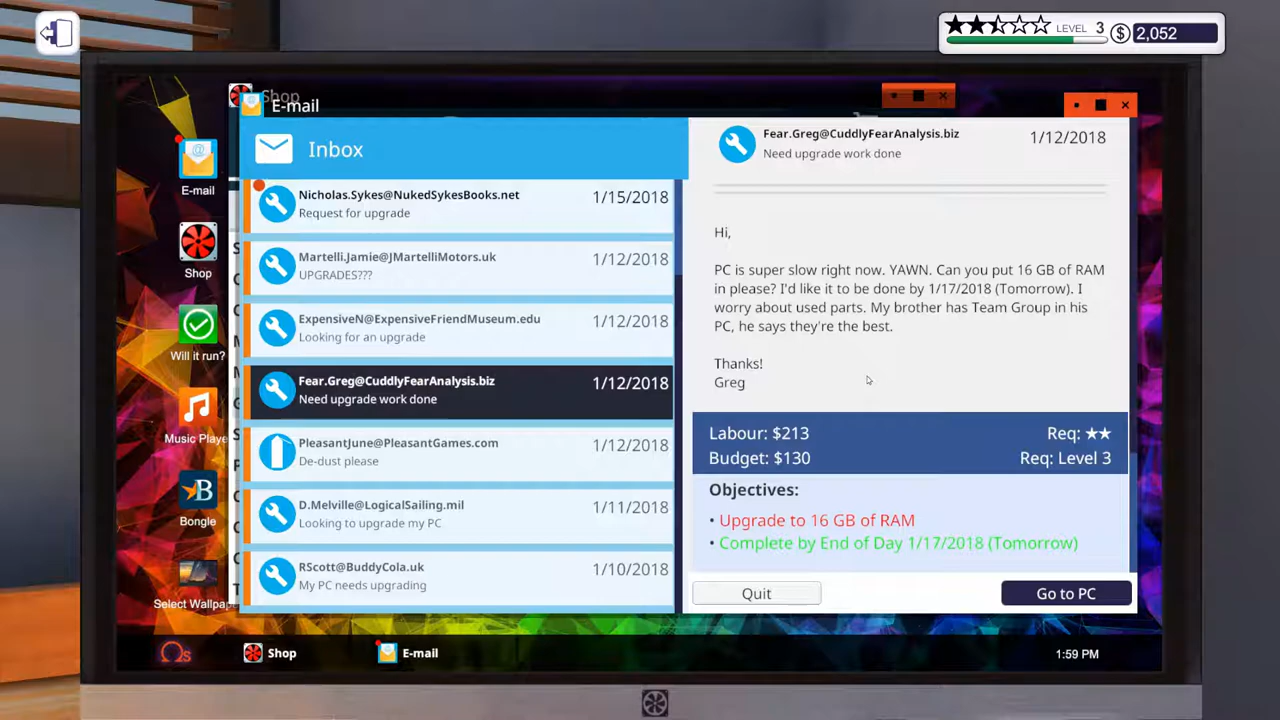 LEVEL 3
$ 2,052
Shop
E-mail
E-mail
Shop
Will it run?
Music Playe
Bongle
Select Wallpa
Inbox
Nicholas.Sykes@NukedSykesBooks.net 1/15/2018
Request for upgrade
Martelli.Jamie@JMartelliMotors.uk 1/12/2018
UPGRADES???
ExpensiveN@ExpensiveFriendMuseum.edu 1/12/2018
Looking for an upgrade
Fear.Greg@CuddlyFearAnalysis.biz 1/12/2018
Need upgrade work done
PleasantJune@PleasantGames.com 1/12/2018
De-dust please
D.Melville@LogicalSailing.mil 1/11/2018
Looking to upgrade my PC
RScott@BuddyCola.uk 1/10/2018
My PC needs upgrading
Fear.Greg@CuddlyFearAnalysis.biz 1/12/2018
Need upgrade work done
Hi,
PC is super slow right now. YAWN. Can you put 16 GB of RAM
in please? I'd like it to be done by 1/17/2018 (Tomorrow). I
worry about used parts. My brother has Team Group in his
PC, he says they're the best.
Thanks!
Greg
Labour: $213 Req: ★★
Budget: $130 Req: Level 3
Objectives:
• Upgrade to 16 GB of RAM
• Complete by End of Day 1/17/2018 (Tomorrow)
Quit Go to PC
Shop E-mail 1:59 PM